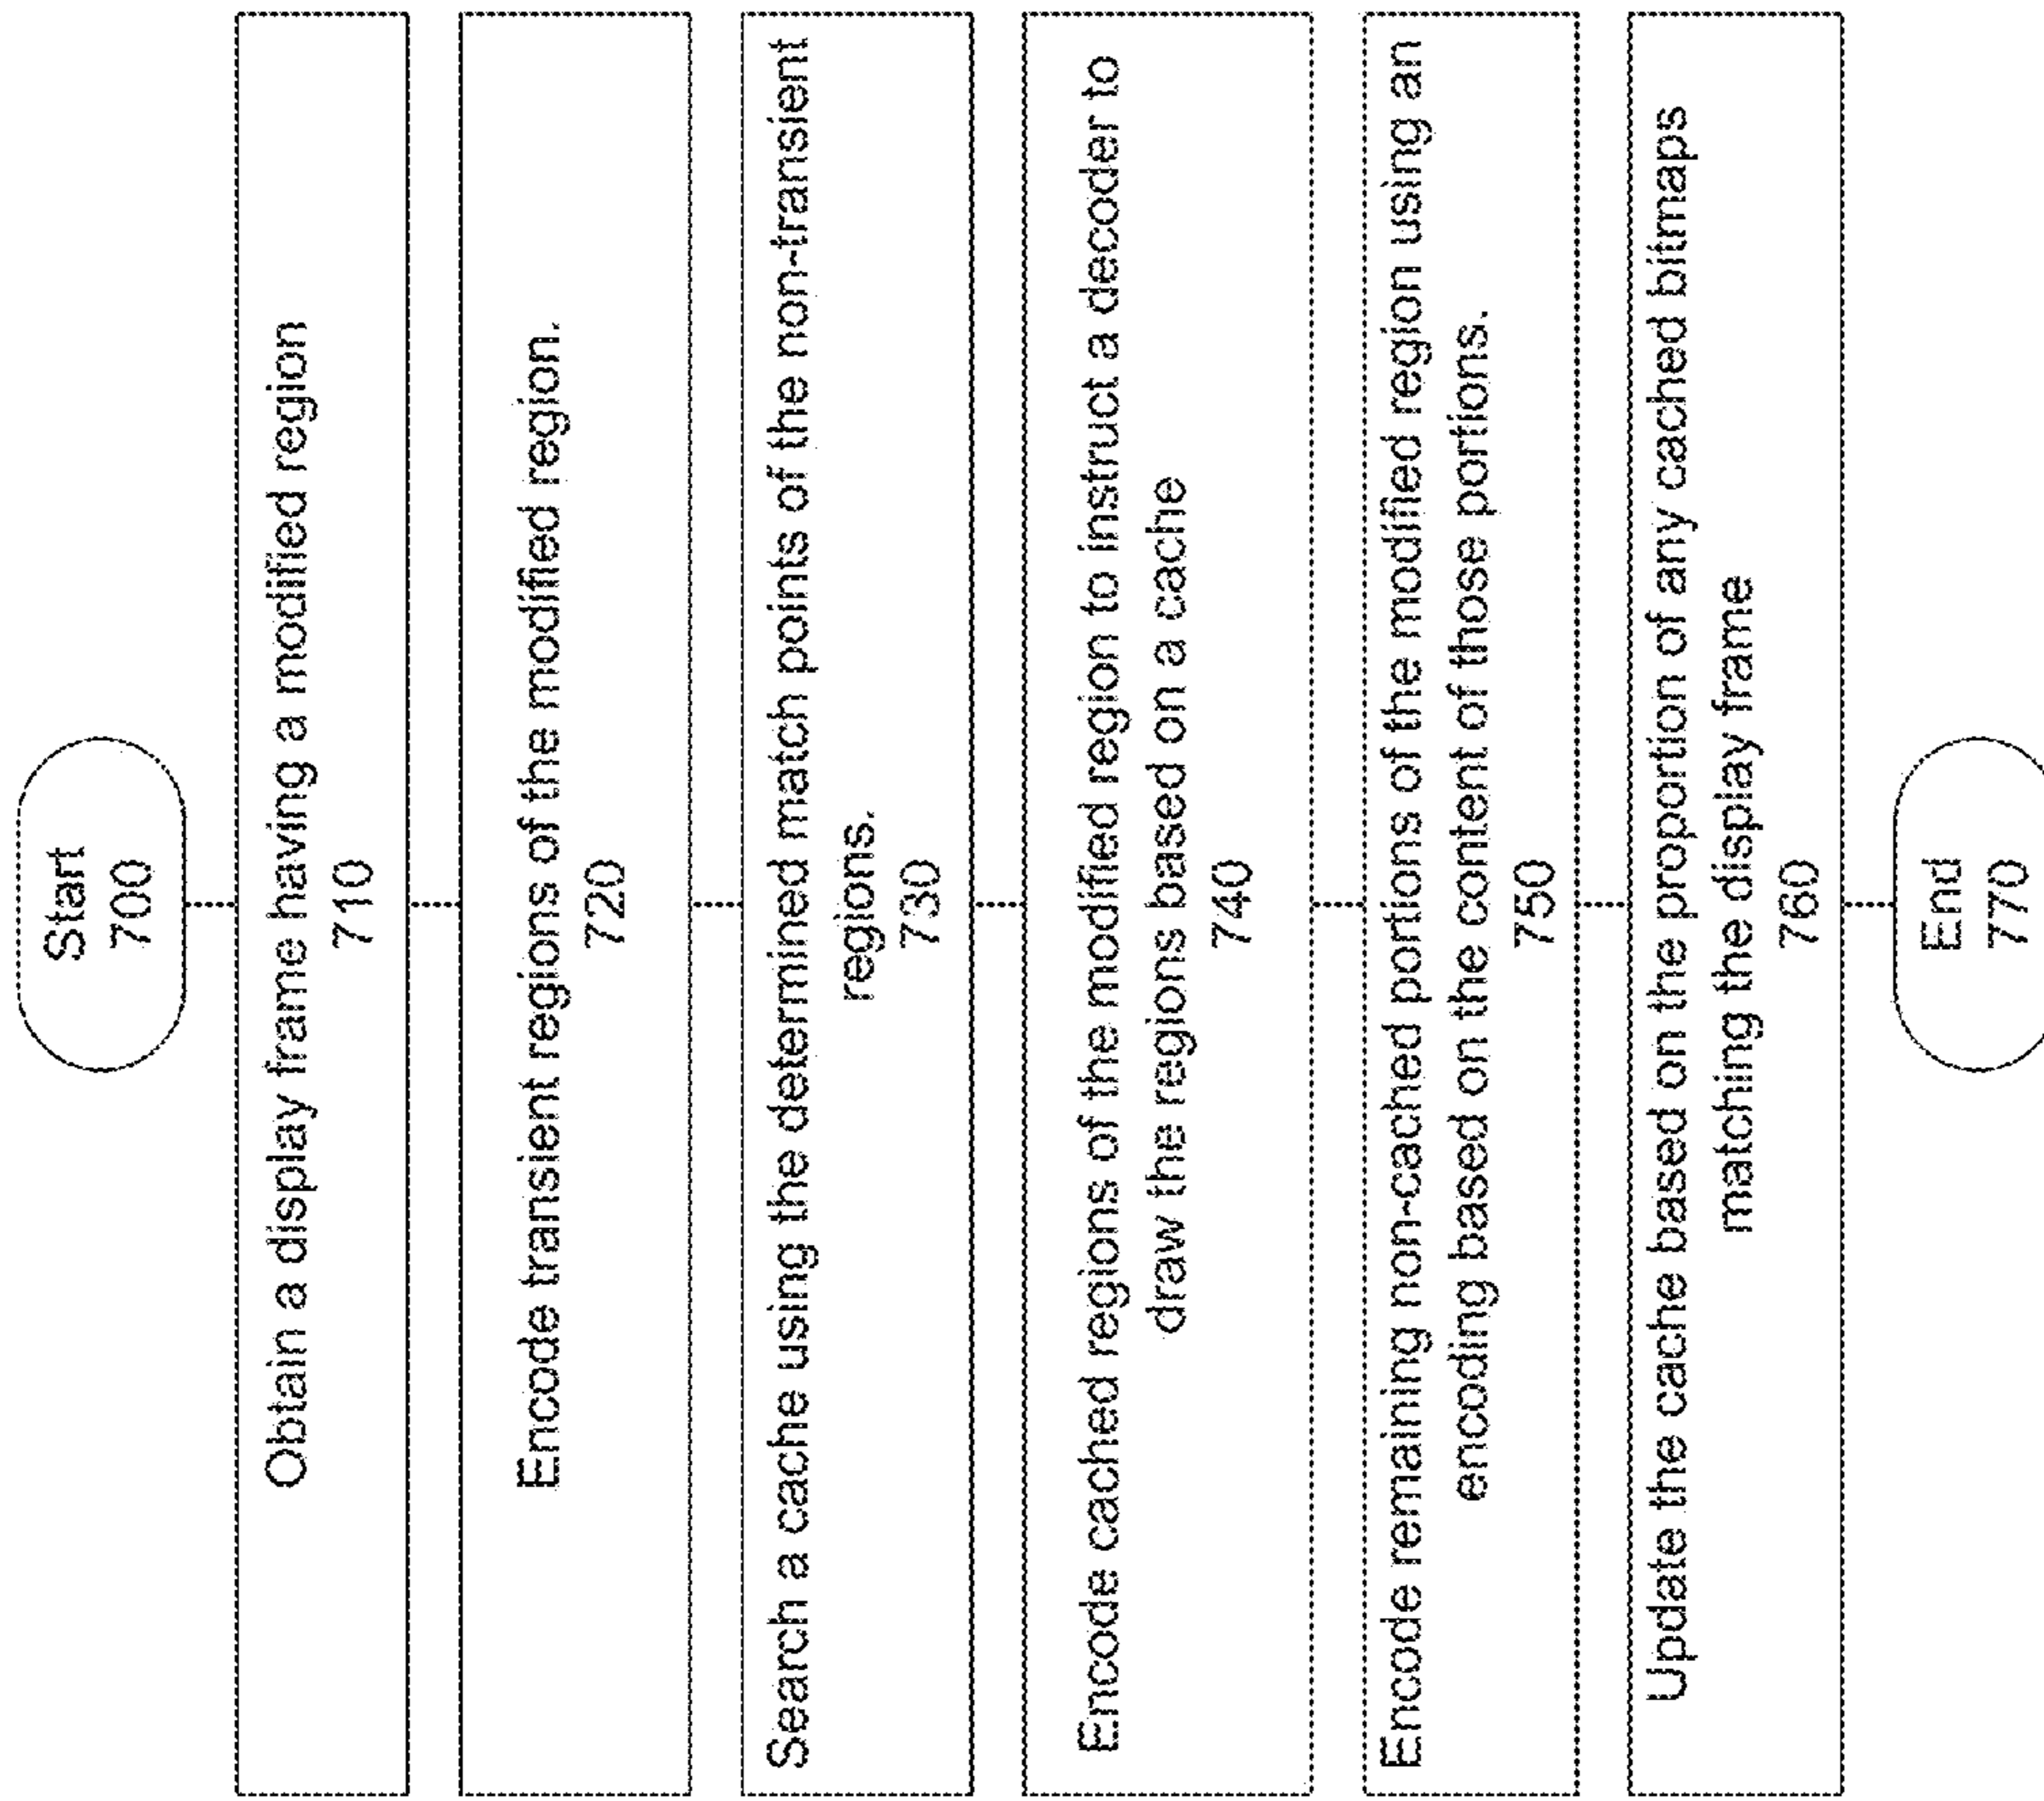 Start
700
Obtain a display frame having a modified region
710
Encode transient regions of the modified region.
720
Search a cache using the determined match points of the non-transient
regions.
730
Encode cached regions of the modified region to instruct a decoder to
draw the regions based on a cache
740
Encode remaining non-cached portions of the modified region using an
encoding based on the content of those portions.
750
Update the cache based on the proportion of any cached bitmaps
matching the display frame
760
End
770